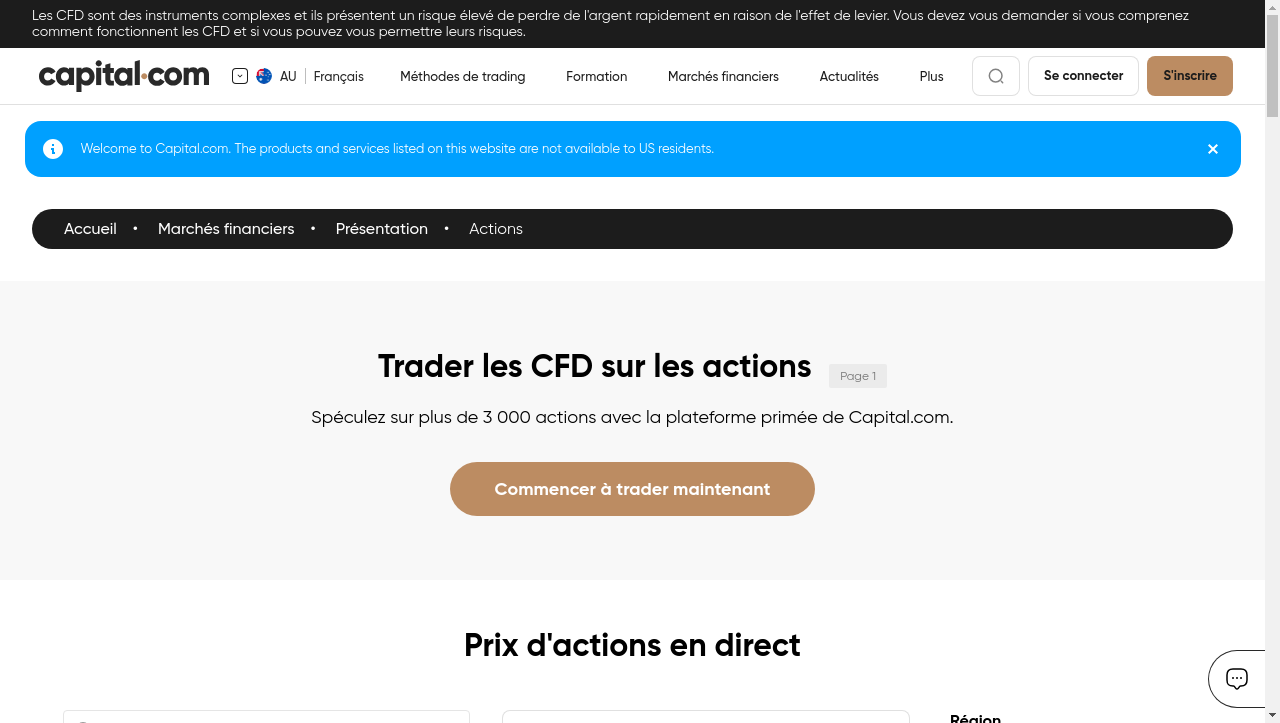 Les CFD sont des instruments complexes et ils présentent un risque élevé de perdre de l'argent rapidement en raison de l'effet de levier. Vous devez vous demander si vous comprenez
comment fonctionnent les CFD et si vous pouvez vous permettre leurs risques.
capital.com AU Français Méthodes de trading Formation Marchés financiers Actualités Plus Se connecter S'inscrire
Welcome to Capital.com. The products and services listed on this website are not available to US residents.
Accueil • Marchés financiers • Présentation • Actions
Trader les CFD sur les actions Page 1
Spéculez sur plus de 3 000 actions avec la plateforme primée de Capital.com.
Commencer à trader maintenant
Prix d'actions en direct
Région